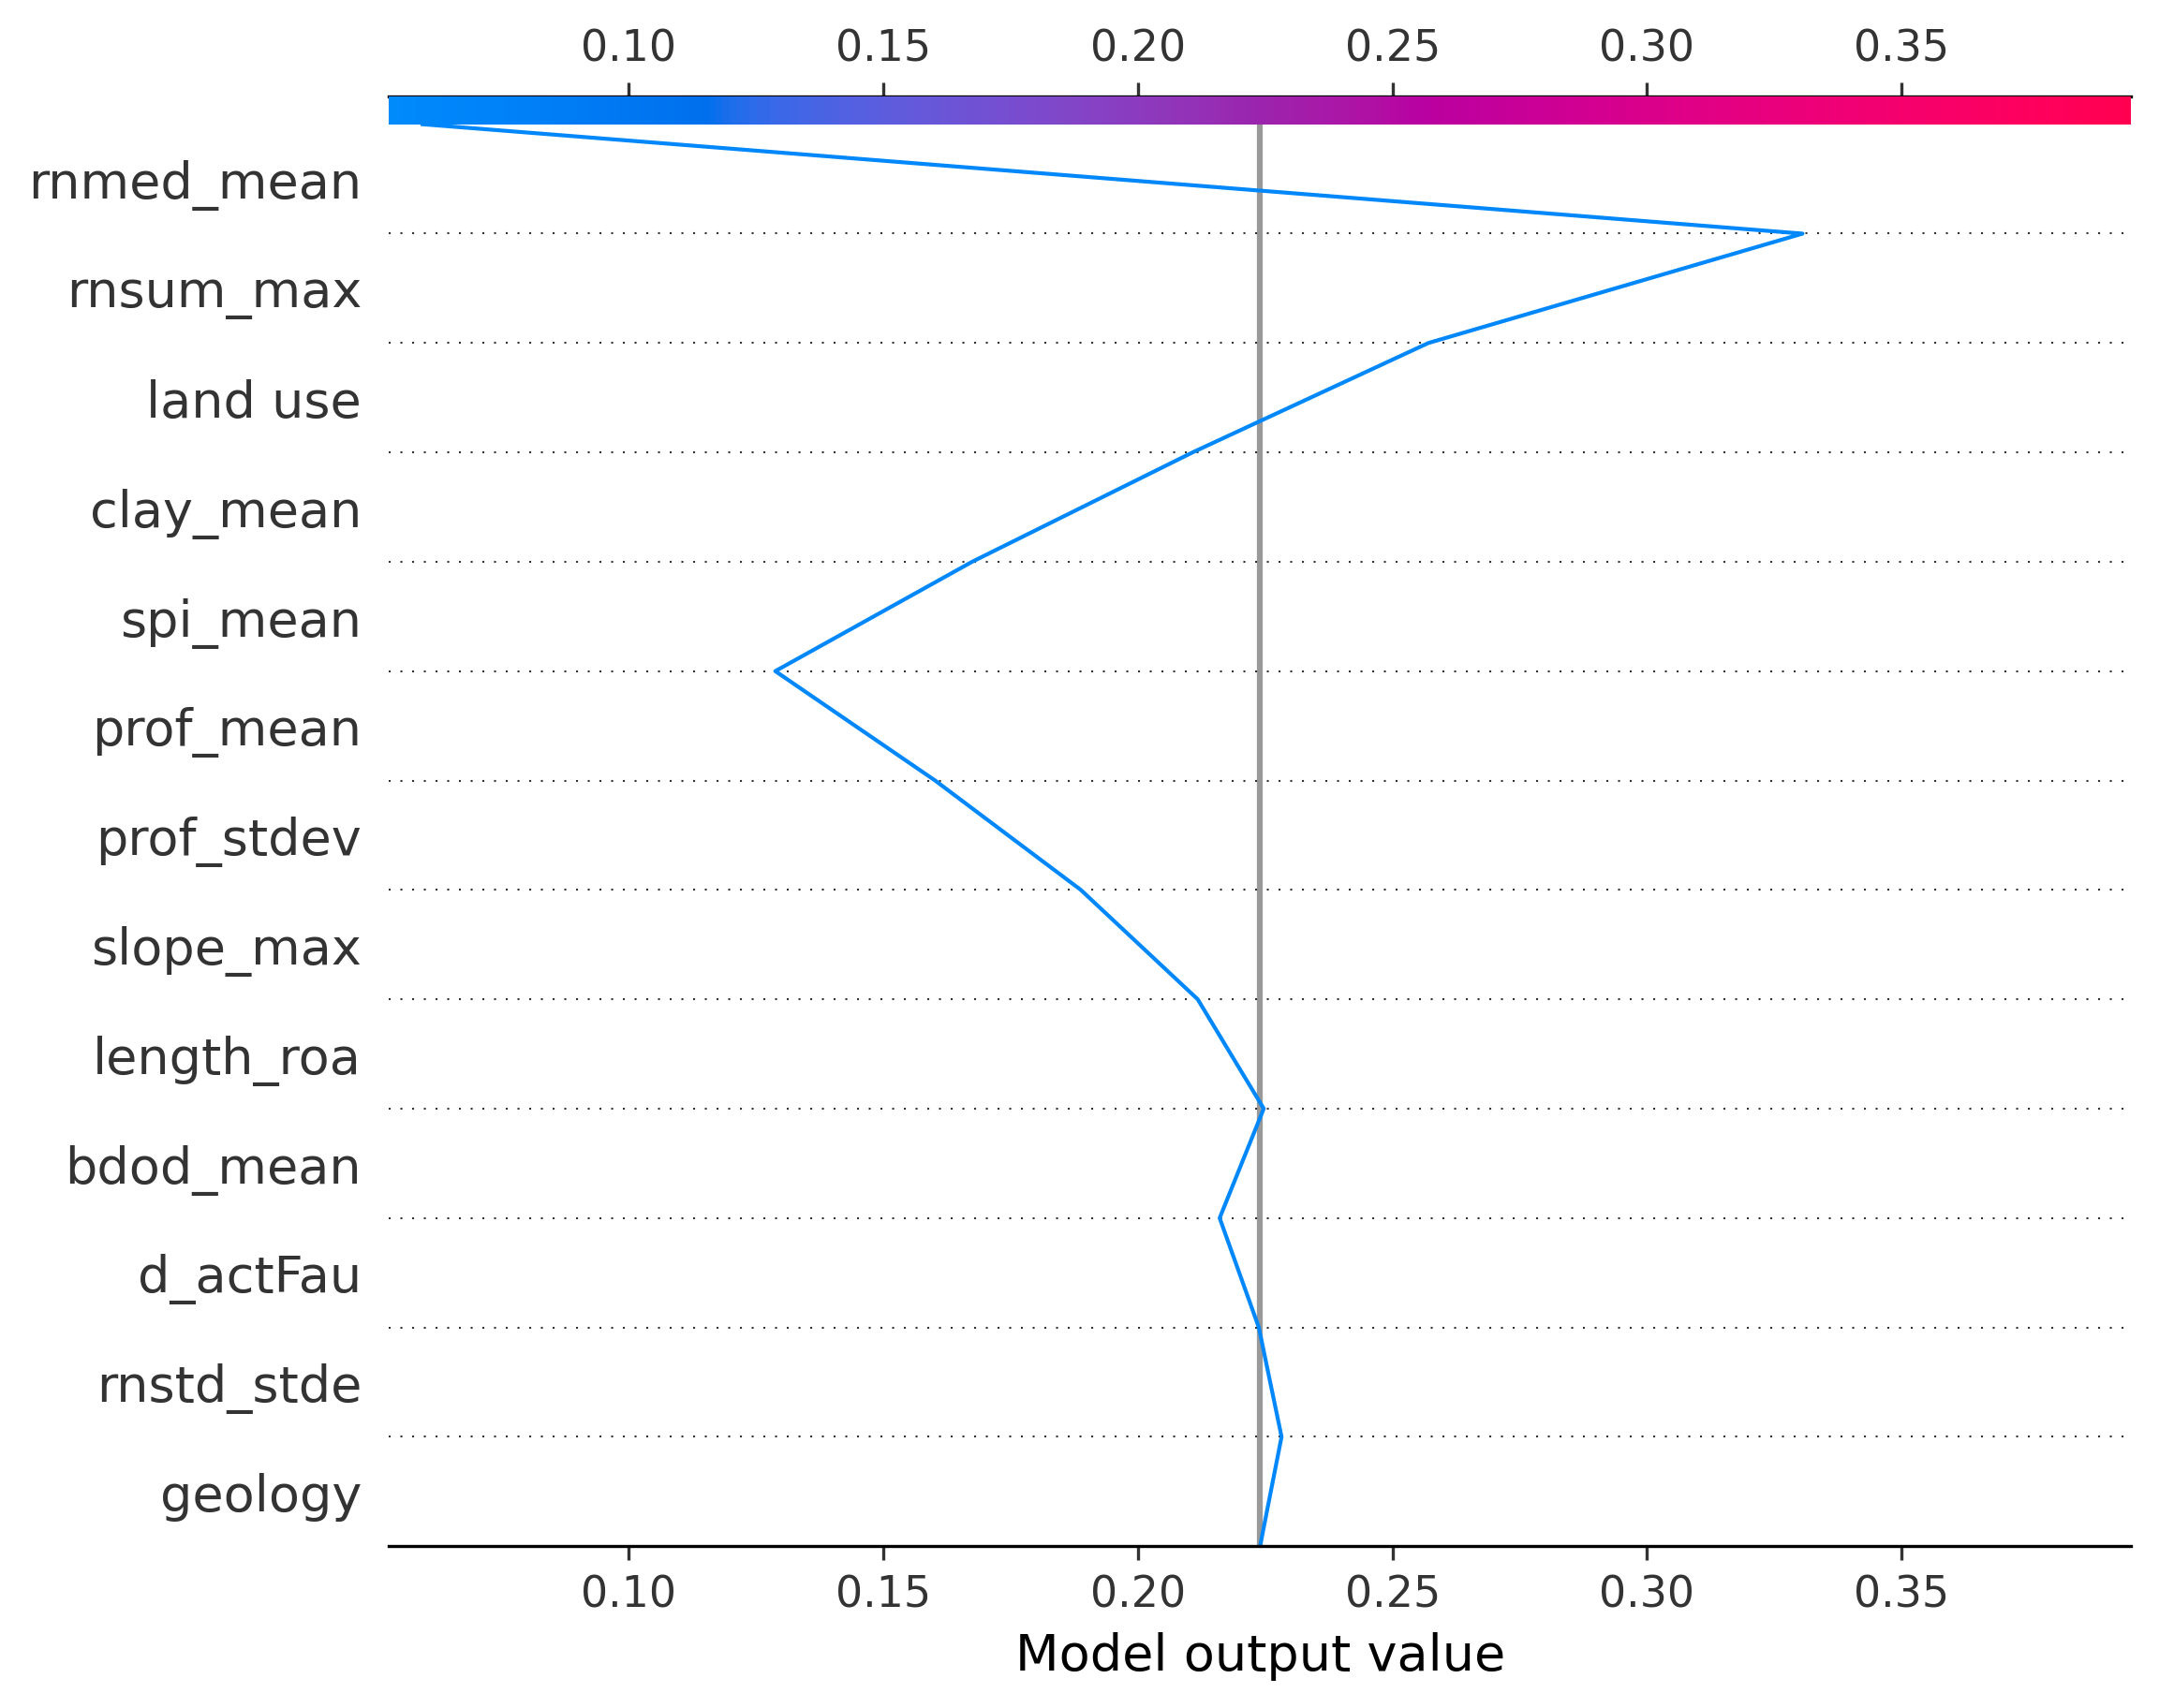 0.10 0.15 0.20 0.25 0.30 0.35
rnmed_mean
rnsum_max
land use
clay_mean
spi_mean
prof_mean
prof_stdev
slope_max
length_roa
bdod_mean
d_actFau
rnstd_stde
geology
0.10 0.15 0.20 0.25 0.30 0.35
Model output value